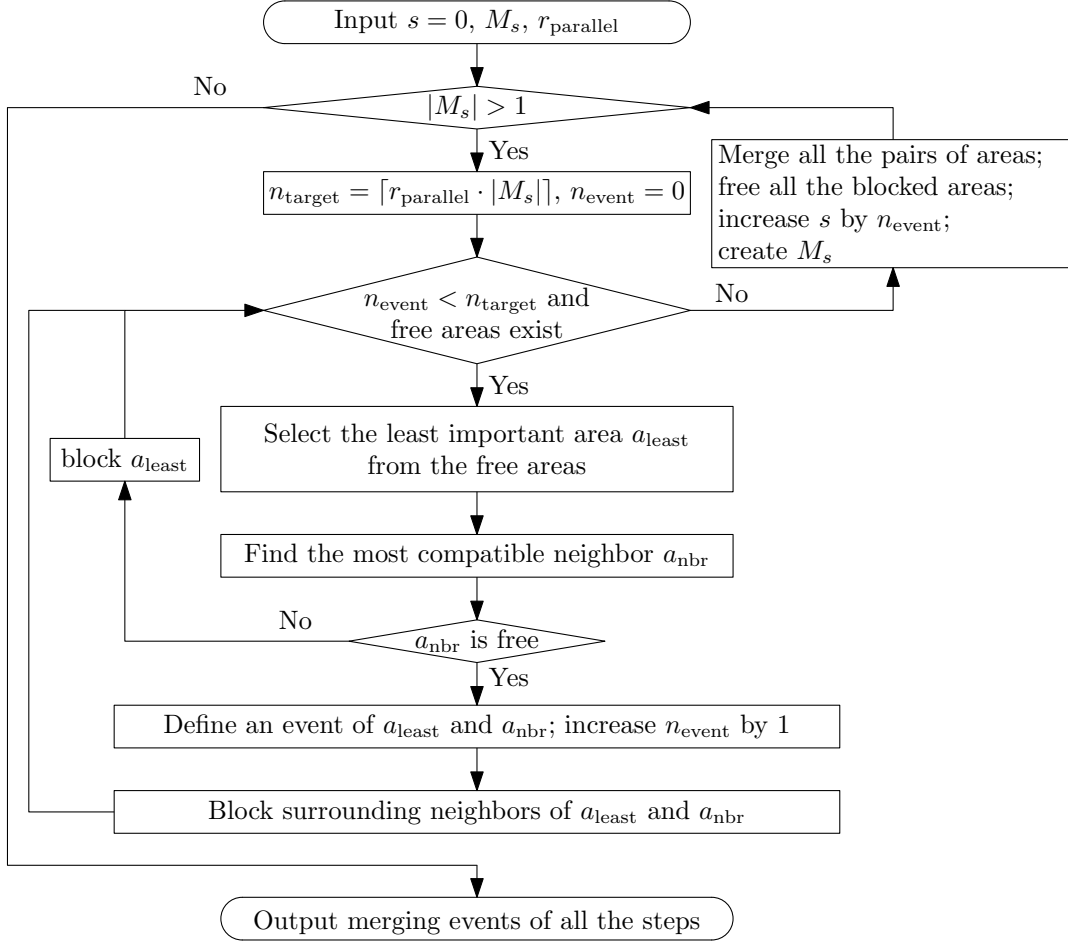 Input s = 0, M_s, r_parallel
No
|M_s| > 1
Yes
Merge all the pairs of areas;
free all the blocked areas;
increase s by n_event;
create M_s
n_target = ⌈r_parallel · |M_s|⌉, n_event = 0
n_event < n_target and
free areas exist
No
Yes
Select the least important area a_least
from the free areas
block a_least
Find the most compatible neighbor a_nbr
No
a_nbr is free
Yes
Define an event of a_least and a_nbr; increase n_event by 1
Block surrounding neighbors of a_least and a_nbr
Output merging events of all the steps